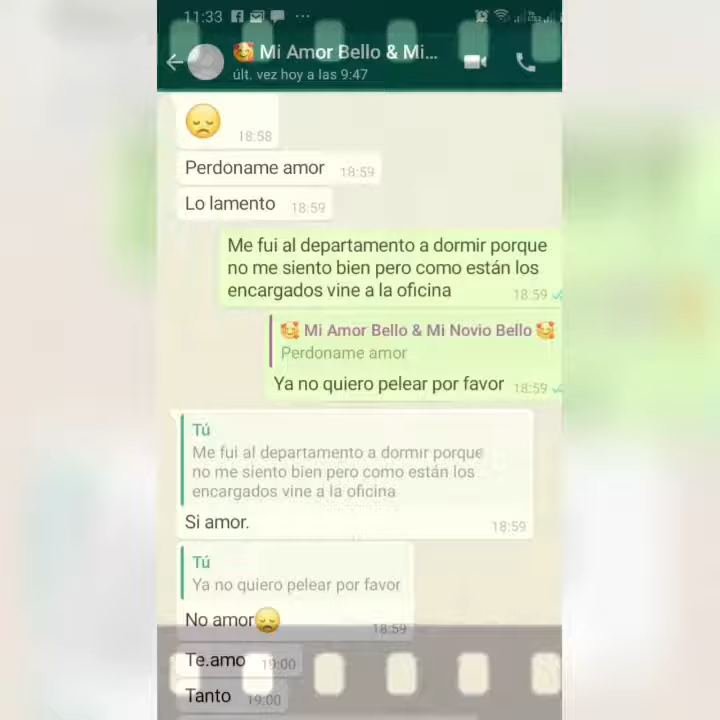 11:33
🥰 Mi Amor Bello & Mi...
últ. vez hoy a las 9:47
😞 18:58
Perdoname amor 18:59
Lo lamento 18:59
Me fui al departamento a dormir porque
no me siento bien pero como están los
encargados vine a la oficina 18:59
🥰 Mi Amor Bello & Mi Novio Bello 🥰
Perdoname amor
Ya no quiero pelear por favor 18:59
Tú
Me fui al departamento a dormir porque
no me siento bien pero como están los
encargados vine a la oficina
Si amor. 18:59
Tú
Ya no quiero pelear por favor
No amor😞 18:59
Te.amo 19:00
Tanto 19:00